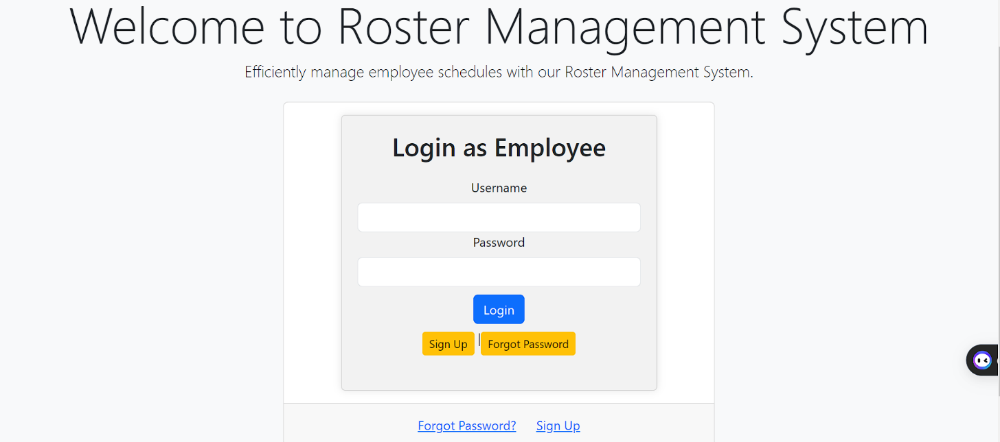 Welcome to Roster Management System
Efficiently manage employee schedules with our Roster Management System.
Login as Employee
Username
Password
Login
Sign Up | Forgot Password
Forgot Password? Sign Up